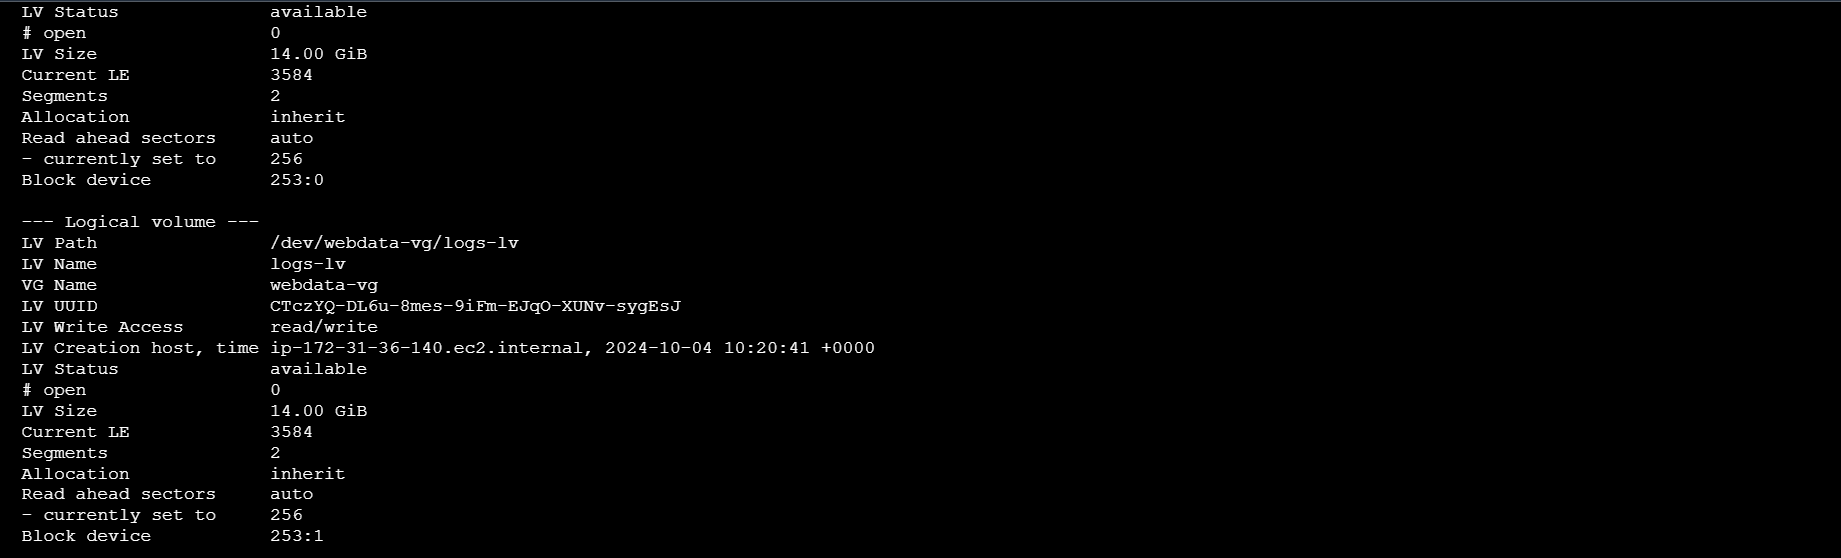 LV Status              available
# open                 0
LV Size                14.00 GiB
Current LE             3584
Segments               2
Allocation             inherit
Read ahead sectors     auto
- currently set to     256
Block device           253:0

--- Logical volume ---
LV Path                /dev/webdata-vg/logs-lv
LV Name                logs-lv
VG Name                webdata-vg
LV UUID                CTczYQ-DL6u-8mes-9iFm-EJqO-XUNv-sygEsJ
LV Write Access        read/write
LV Creation host, time ip-172-31-36-140.ec2.internal, 2024-10-04 10:20:41 +0000
LV Status              available
# open                 0
LV Size                14.00 GiB
Current LE             3584
Segments               2
Allocation             inherit
Read ahead sectors     auto
- currently set to     256
Block device           253:1